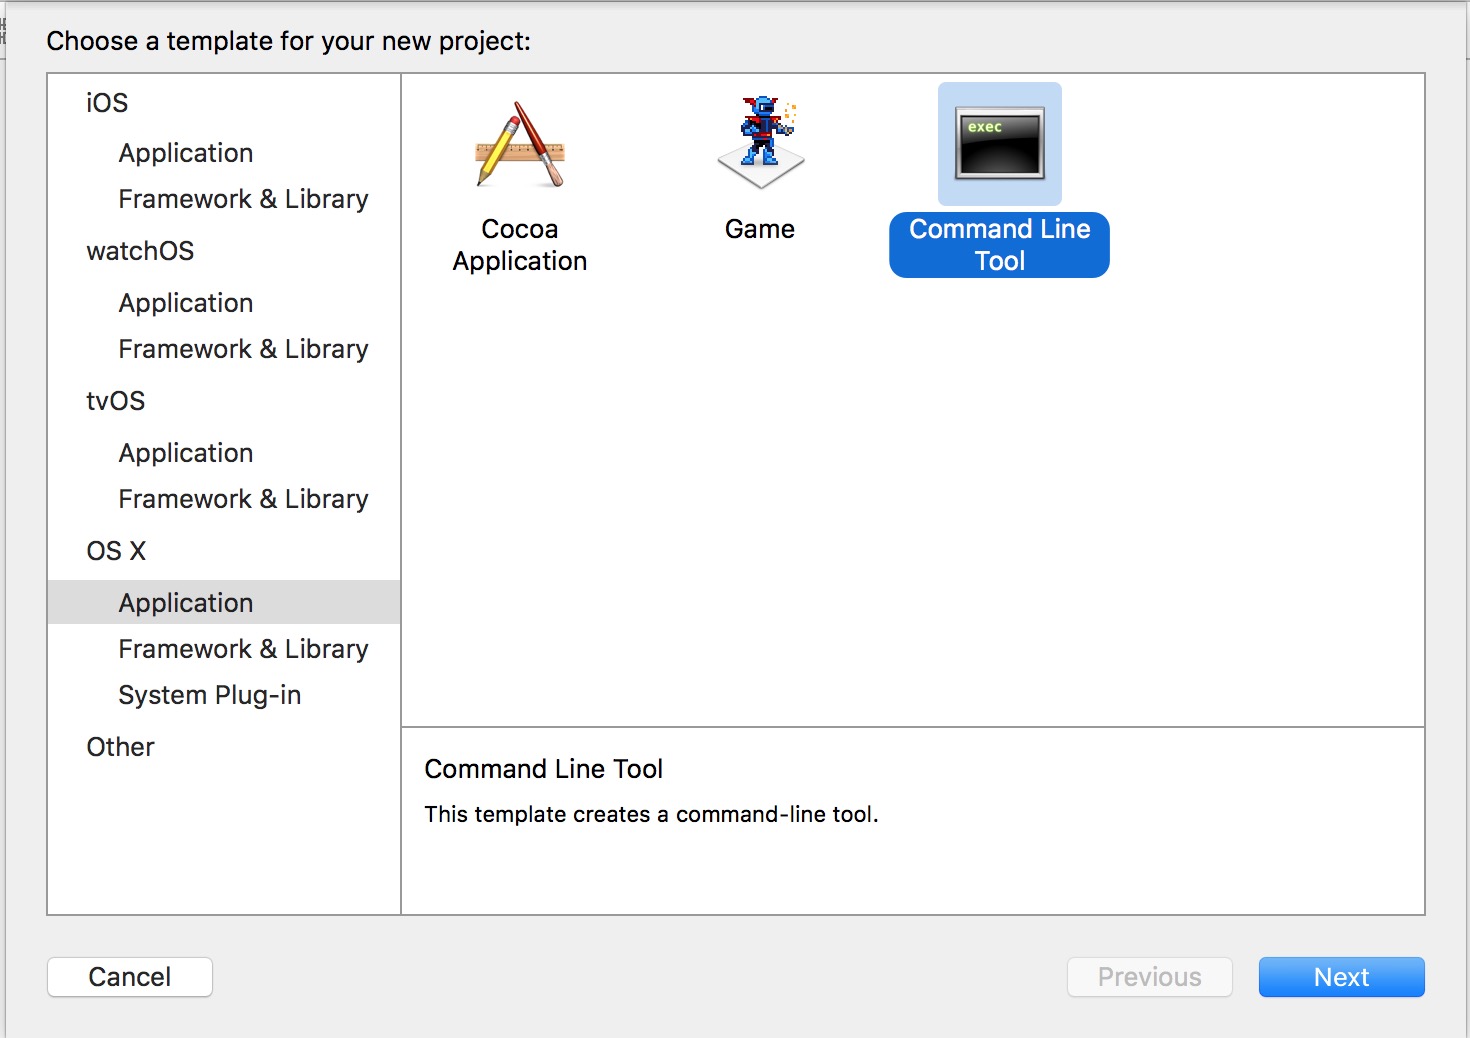 Choose a template for your new project:
iOS
Application
Framework & Library
watchOS
Application
Framework & Library
tvOS
Application
Framework & Library
OS X
Application
Framework & Library
System Plug-in
Other
Cocoa
Application
Game
exec
Command Line
Tool
Command Line Tool
This template creates a command-line tool.
Cancel
Previous
Next